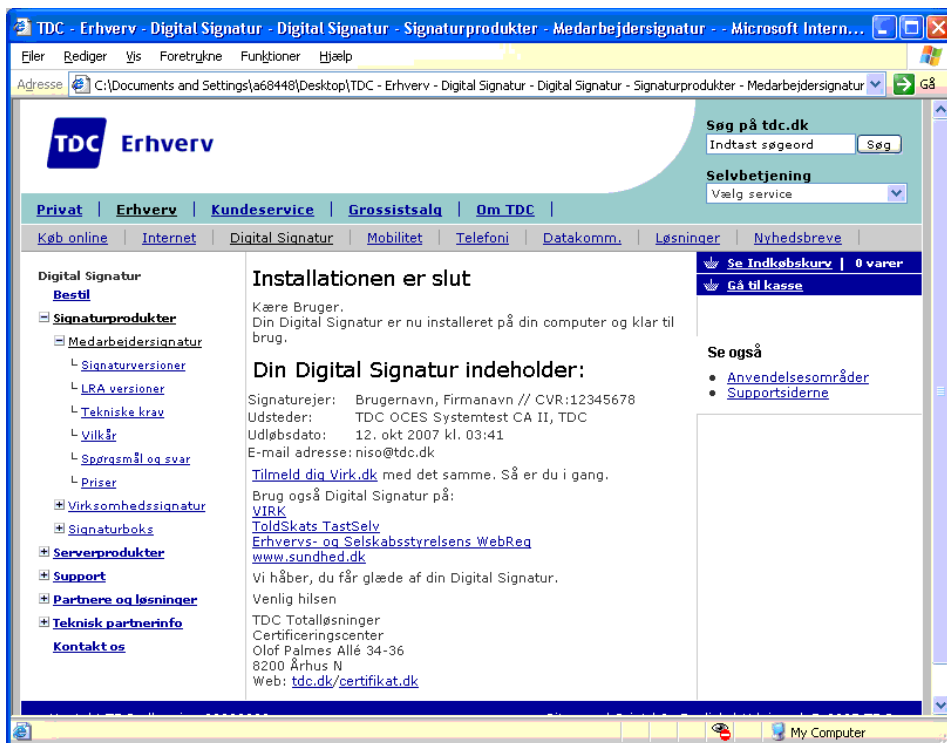 TDC - Erhverv - Digital Signatur - Digital Signatur - Signaturprodukter - Medarbejdersignatur - - Microsoft Intern...
Filer Rediger Vis Foretrukne Funktioner Hjælp
Adresse C:\Documents and Settings\a68448\Desktop\TDC - Erhverv - Digital Signatur - Digital Signatur - Signaturprodukter - Medarbejdersignatur Gå
TDC Erhverv
Søg på tdc.dk
Indtast søgeord Søg
Selvbetjening
Vælg service
Privat | Erhverv | Kundeservice | Grossistsalg | Om TDC |
Køb online | Internet | Digital Signatur | Mobilitet | Telefoni | Datakomm. | Løsninger | Nyhedsbreve |
Digital Signatur
Bestil
Signaturprodukter
Medarbejdersignatur
Signaturversioner
LRA versioner
Tekniske krav
Vilkår
Spørgsmål og svar
Priser
Virksomhedssignatur
Signaturboks
Serverprodukter
Support
Partnere og løsninger
Teknisk partnerinfo
Kontakt os
Installationen er slut
Kære Bruger.
Din Digital Signatur er nu installeret på din computer og klar til
brug.
Din Digital Signatur indeholder:
Signaturejer: Brugernavn, Firmanavn // CVR:12345678
Udsteder: TDC OCES Systemtest CA II, TDC
Udløbsdato: 12. okt 2007 kl. 03:41
E-mail adresse: niso@tdc.dk
Tilmeld dig Virk.dk med det samme. Så er du i gang.
Brug også Digital Signatur på:
VIRK
ToldSkats TastSelv
Erhvervs- og Selskabsstyrelsens WebReg
www.sundhed.dk
Vi håber, du får glæde af din Digital Signatur.
Venlig hilsen
TDC Totalløsninger
Certificeringscenter
Olof Palmes Allé 34-36
8200 Århus N
Web: tdc.dk/certifikat.dk
Se Indkøbskurv | 0 varer
Gå til kasse
Se også
Anvendelsesområder
Supportsiderne
My Computer